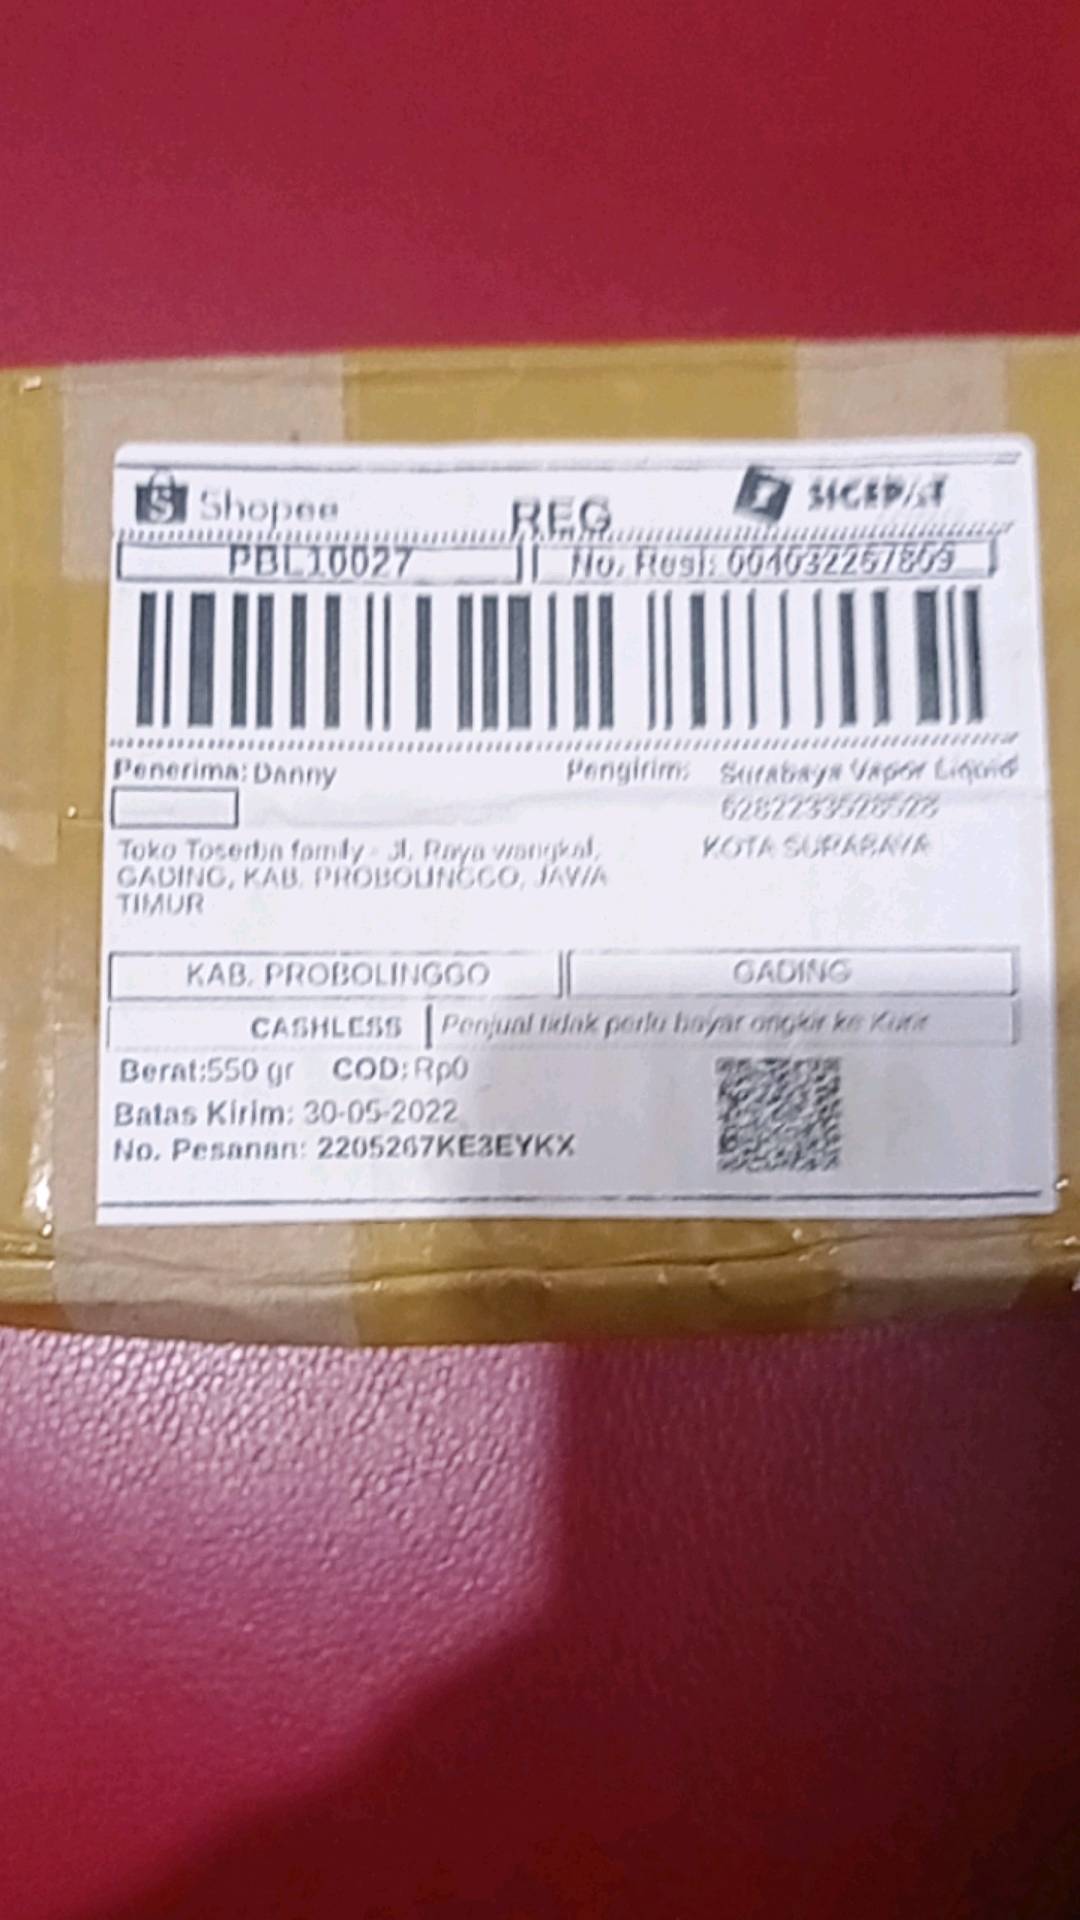 Shopee
REG
SICEPAT
PBL10027
No. Resi: 004032267809
Penerima: Danny
Pengirim: Surabaya Vapor Liquid
KOTA SURABAYA
Toko Toserba family - Jl. Raya wangkal,
GADING, KAB. PROBOLINGGO, JAWA
TIMUR
KAB. PROBOLINGGO
GADING
CASHLESS
Penjual tidak perlu bayar ongkir ke Kurir
Berat:550 gr COD: Rp0
Batas Kirim: 30-05-2022
No. Pesanan: 2205267KE3EYKX